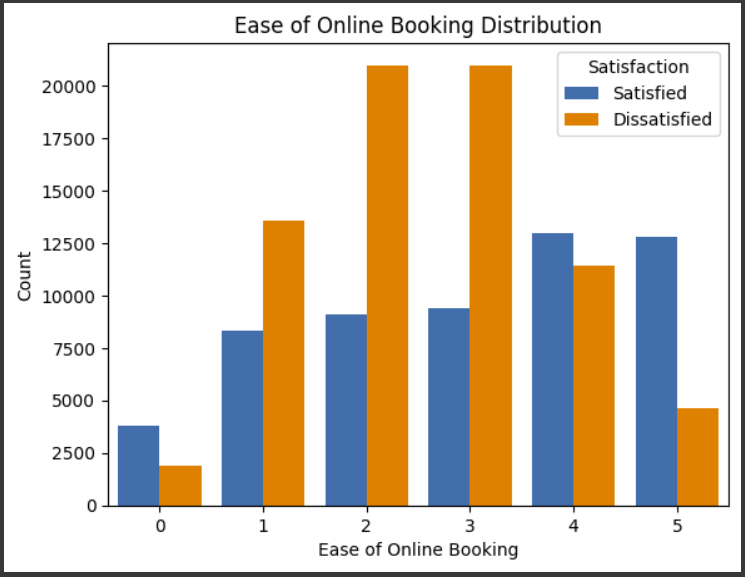 Ease of Online Booking Distribution
Satisfaction
Satisfied
Dissatisfied
Count
20000
17500
15000
12500
10000
7500
5000
2500
0
0 1 2 3 4 5
Ease of Online Booking